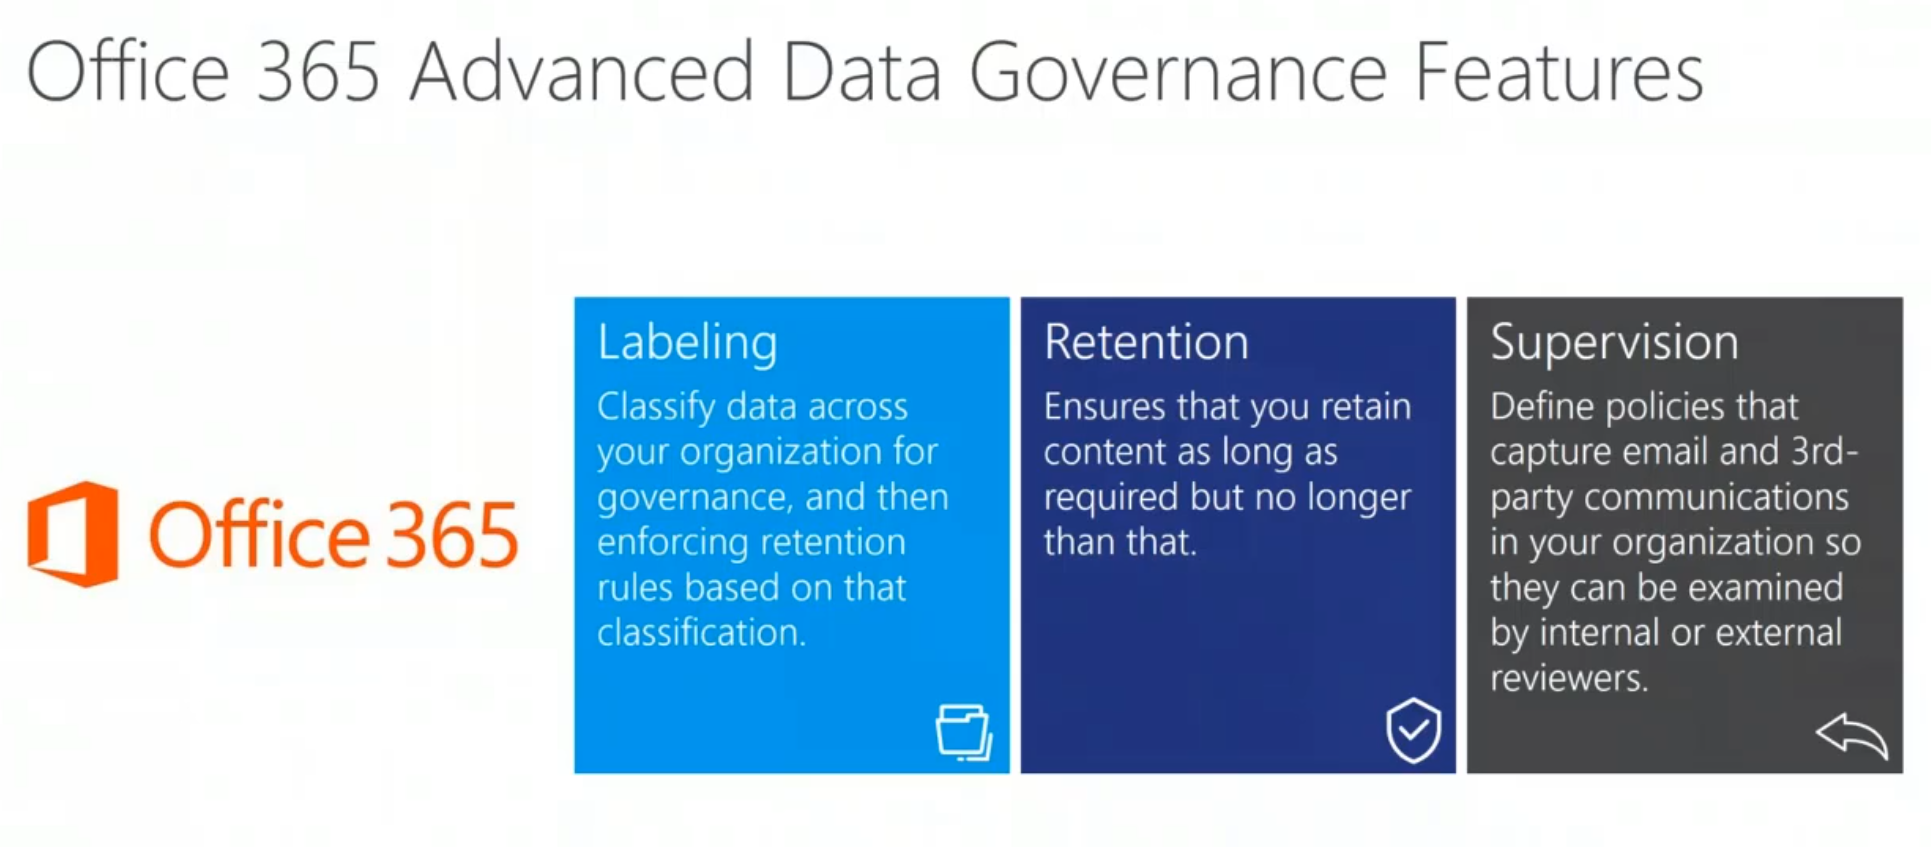 Office 365 Advanced Data Governance Features
Office 365
Labeling
Classify data across
your organization for
governance, and then
enforcing retention
rules based on that
classification.
Retention
Ensures that you retain
content as long as
required but no longer
than that.
Supervision
Define policies that
capture email and 3rd-
party communications
in your organization so
they can be examined
by internal or external
reviewers.